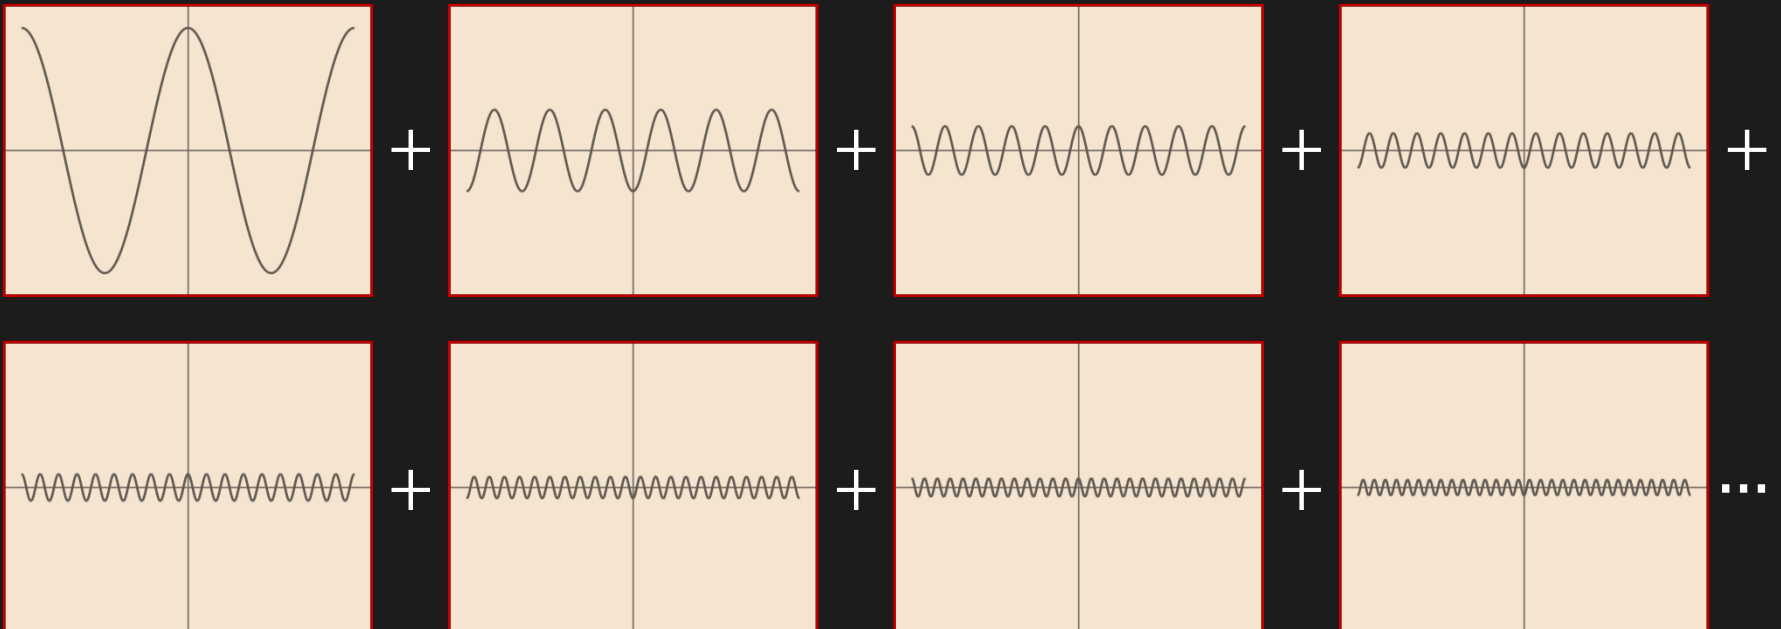 + + + +
+ + + ...